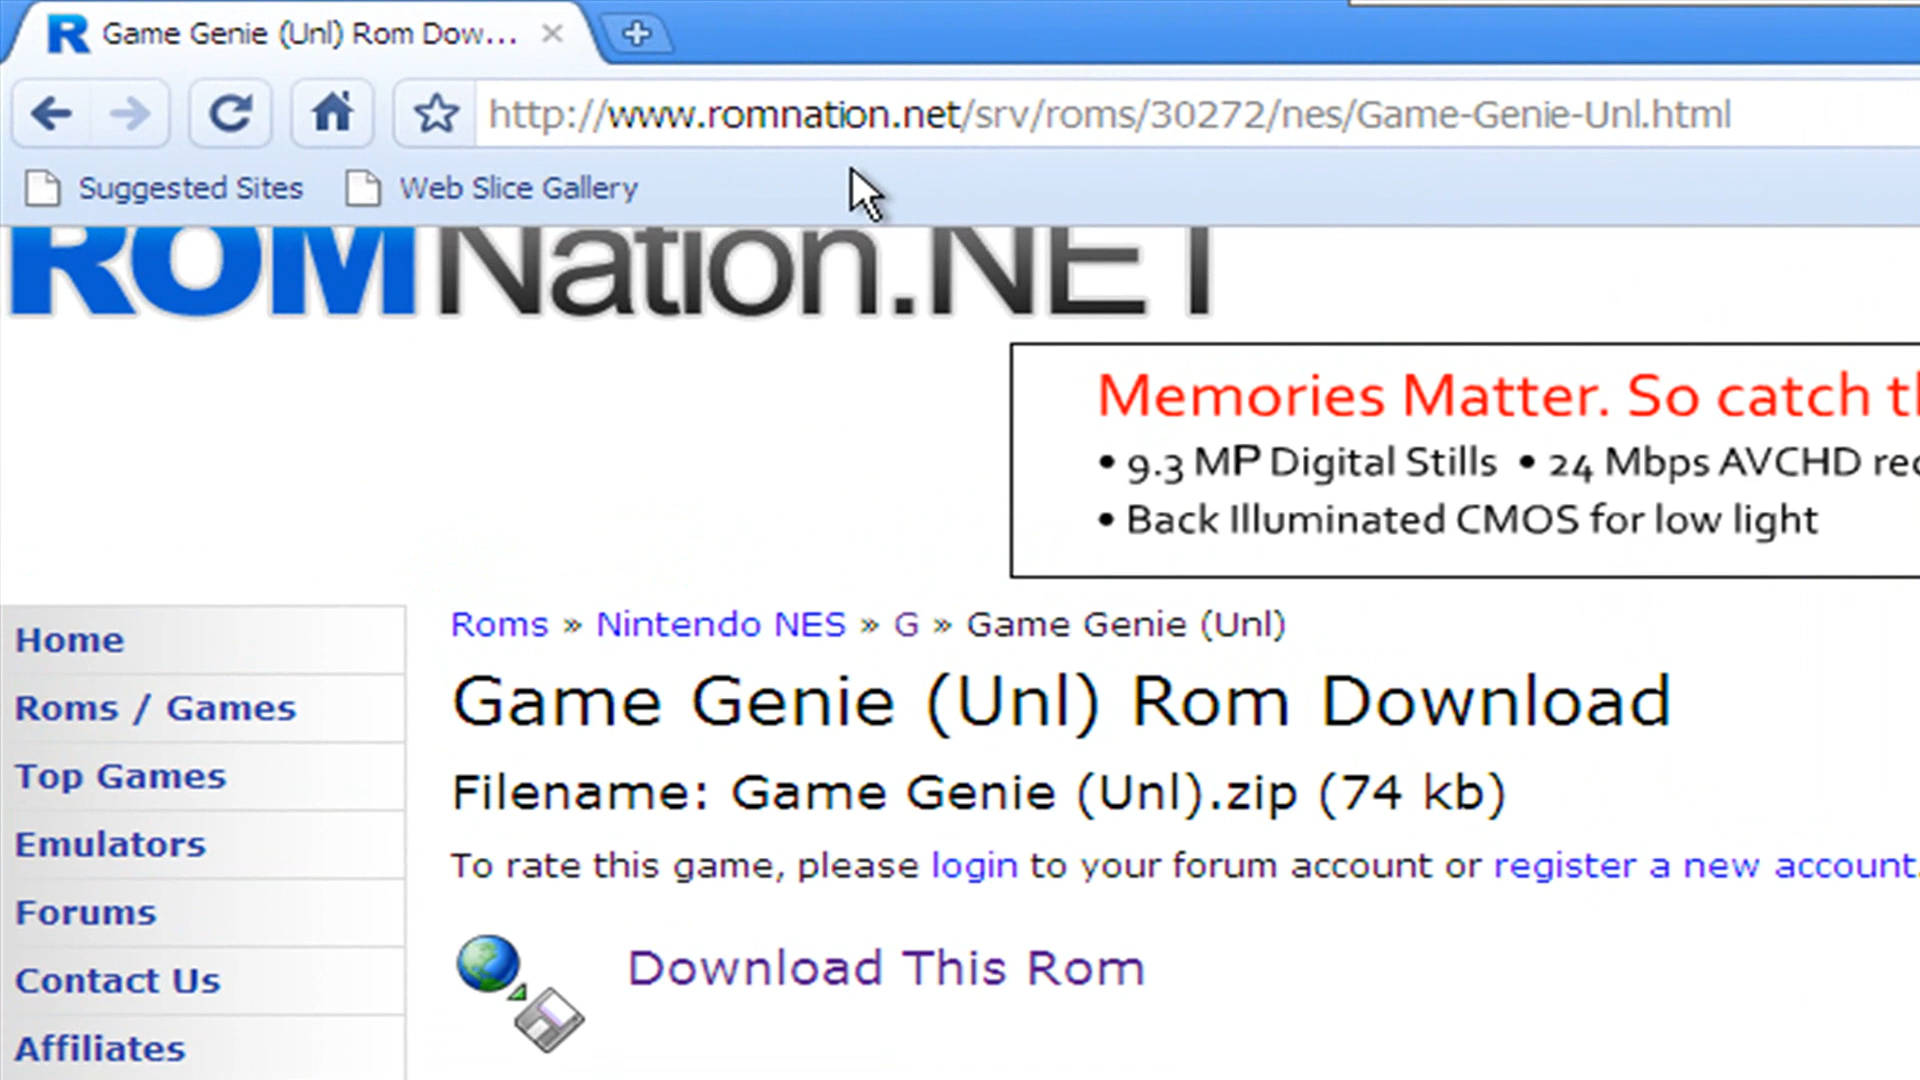 Game Genie (Unl) Rom Dow...
http://www.romnation.net/srv/roms/30272/nes/Game-Genie-Unl.html
Suggested Sites Web Slice Gallery
ROMNation.NET
Memories Matter. So catch th
• 9.3 MP Digital Stills • 24 Mbps AVCHD rec
• Back Illuminated CMOS for low light
Home
Roms / Games
Top Games
Emulators
Forums
Contact Us
Affiliates
Roms » Nintendo NES » G » Game Genie (Unl)
Game Genie (Unl) Rom Download
Filename: Game Genie (Unl).zip (74 kb)
To rate this game, please login to your forum account or register a new account.
Download This Rom